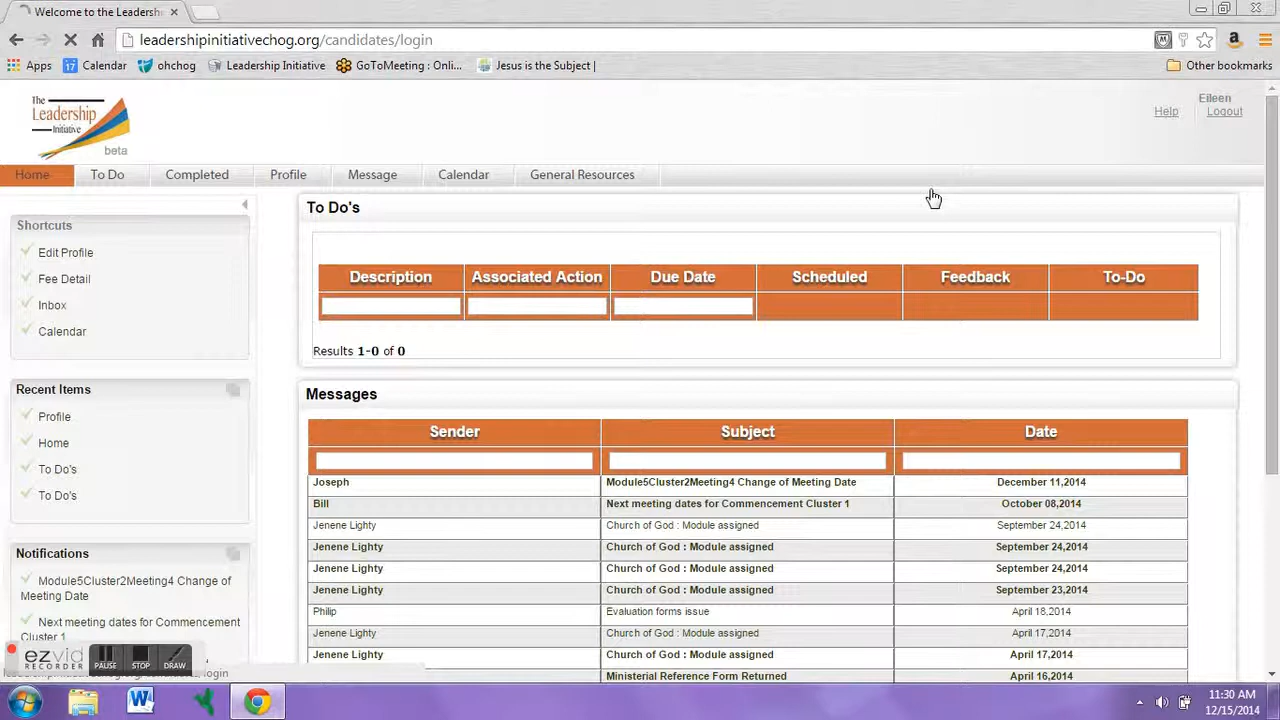 Welcome to the Leadersh
leadershipinitiativechog.org/candidates/login
Apps
17 Calendar
ohchog
Leadership Initiative
GoToMeeting : Onli...
Jesus is the Subject |
Other bookmarks
The
Leadership
Initiative
beta
Eileen
Help
Logout
Home
To Do
Completed
Profile
Message
Calendar
General Resources
Shortcuts
Edit Profile
Fee Detail
Inbox
Calendar
Recent Items
Profile
Home
To Do's
To Do's
Notifications
Module5Cluster2Meeting4 Change of
Meeting Date
Next meeting dates for Commencement
Cluster 1
To Do's
Description Associated Action Due Date Scheduled Feedback To-Do
Results 1-0 of 0
Messages
Sender Subject Date
Joseph Module5Cluster2Meeting4 Change of Meeting Date December 11,2014
Bill Next meeting dates for Commencement Cluster 1 October 08,2014
Jenene Lighty Church of God : Module assigned September 24,2014
Jenene Lighty Church of God : Module assigned September 24,2014
Jenene Lighty Church of God : Module assigned September 24,2014
Jenene Lighty Church of God : Module assigned September 23,2014
Philip Evaluation forms issue April 18,2014
Jenene Lighty Church of God : Module assigned April 17,2014
Jenene Lighty Church of God : Module assigned April 17,2014
Ministerial Reference Form Returned April 16,2014
ezvid
RECORDER
PAUSE
STOP
DRAW
11:30 AM
12/15/2014